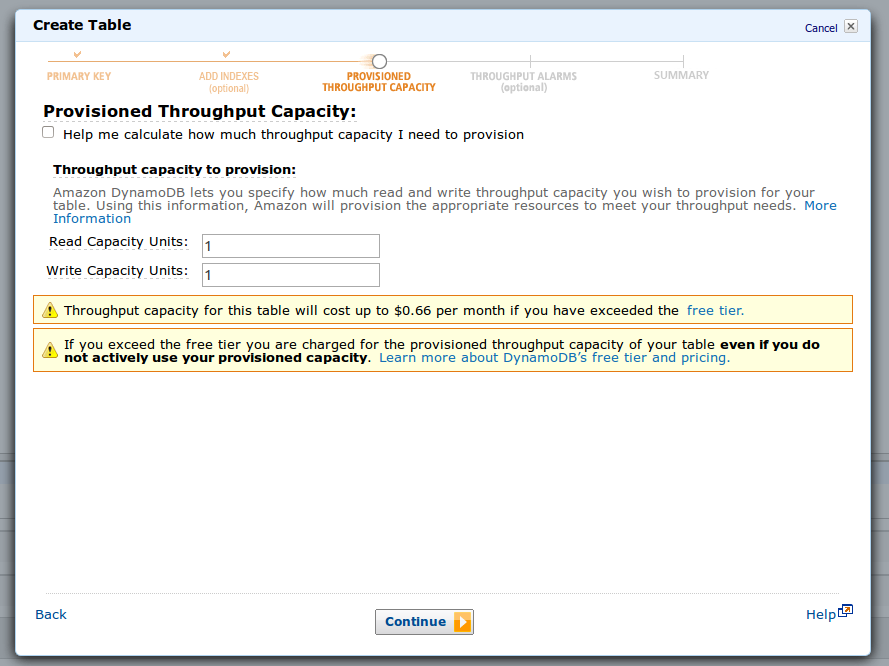 Create Table
Cancel
PRIMARY KEY
ADD INDEXES
(optional)
PROVISIONED
THROUGHPUT CAPACITY
THROUGHPUT ALARMS
(optional)
SUMMARY
Provisioned Throughput Capacity:
Help me calculate how much throughput capacity I need to provision
Throughput capacity to provision:
Amazon DynamoDB lets you specify how much read and write throughput capacity you wish to provision for your
table. Using this information, Amazon will provision the appropriate resources to meet your throughput needs. More
Information
Read Capacity Units: 1
Write Capacity Units: 1
Throughput capacity for this table will cost up to $0.66 per month if you have exceeded the free tier.
If you exceed the free tier you are charged for the provisioned throughput capacity of your table even if you do
not actively use your provisioned capacity. Learn more about DynamoDB's free tier and pricing.
Back
Continue
Help